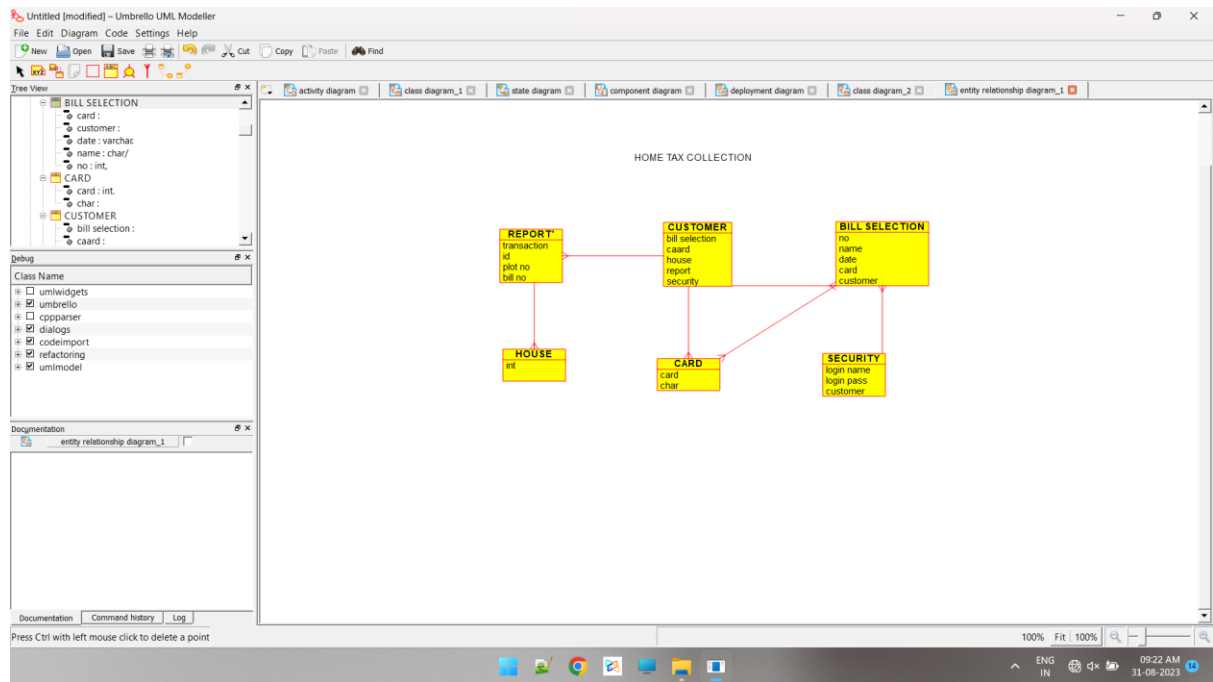 Untitled [modified] – Umbrello UML Modeller
File Edit Diagram Code Settings Help
New Open Save Cut Copy Paste Find
Tree View
activity diagram class diagram_1 state diagram component diagram deployment diagram class diagram_2 entity relationship diagram_1
BILL SELECTION
card :
customer :
date : varchar.
name : char/
no : int,
CARD
card : int.
char :
CUSTOMER
bill selection :
caard :
Debug
Class Name
umlwidgets
umbrello
cppparser
dialogs
codeimport
refactoring
umlmodel
Documentation
entity relationship diagram_1
Documentation Command history Log
HOME TAX COLLECTION
REPORT'
transaction
id
plot no
bill no
CUSTOMER
bill selection
caard
house
report
security
BILL SELECTION
no
name
date
card
customer
HOUSE
int
CARD
card
char
SECURITY
login name
login pass
customer
Press Ctrl with left mouse click to delete a point
100% Fit 100%
ENG
IN
09:22 AM
31-08-2023
14